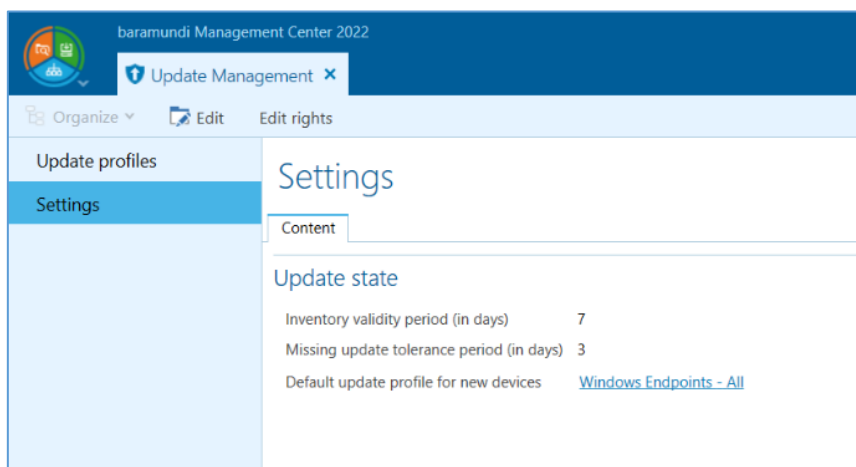 baramundi Management Center 2022
Update Management ×
Organize Edit Edit rights
Update profiles
Settings
Settings
Content
Update state
Inventory validity period (in days) 7
Missing update tolerance period (in days) 3
Default update profile for new devices Windows Endpoints - All